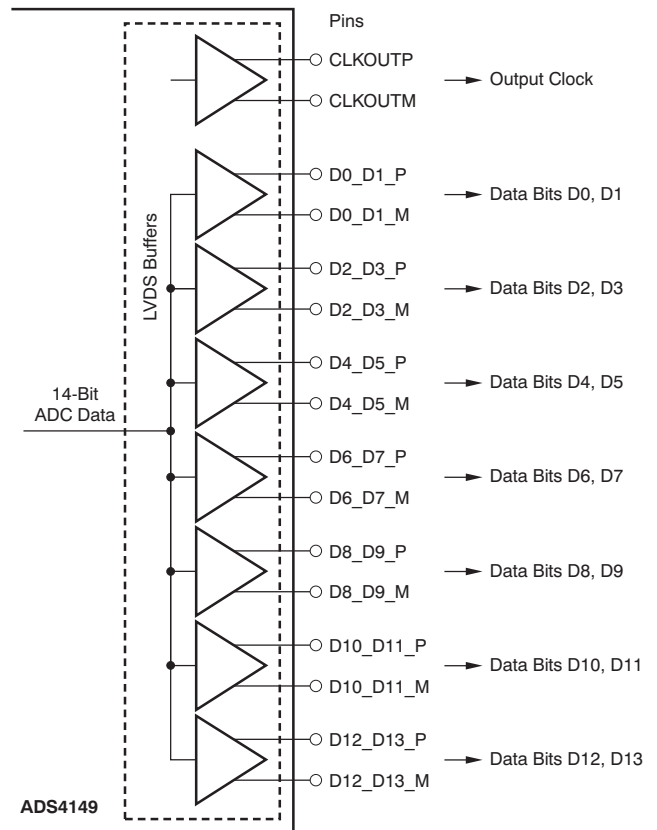 Pins
CLKOUTP
CLKOUTM
Output Clock
LVDS Buffers
D0_D1_P
D0_D1_M
Data Bits D0, D1
D2_D3_P
D2_D3_M
Data Bits D2, D3
14-Bit
ADC Data
D4_D5_P
D4_D5_M
Data Bits D4, D5
D6_D7_P
D6_D7_M
Data Bits D6, D7
D8_D9_P
D8_D9_M
Data Bits D8, D9
D10_D11_P
D10_D11_M
Data Bits D10, D11
D12_D13_P
D12_D13_M
Data Bits D12, D13
ADS4149